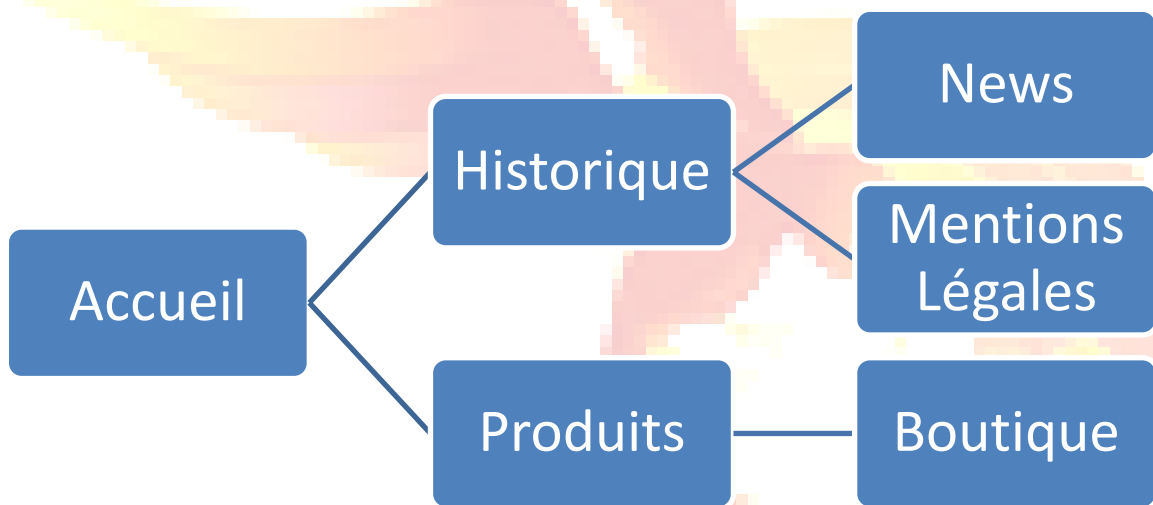 Accueil
Historique
Produits
News
Mentions
Légales
Boutique